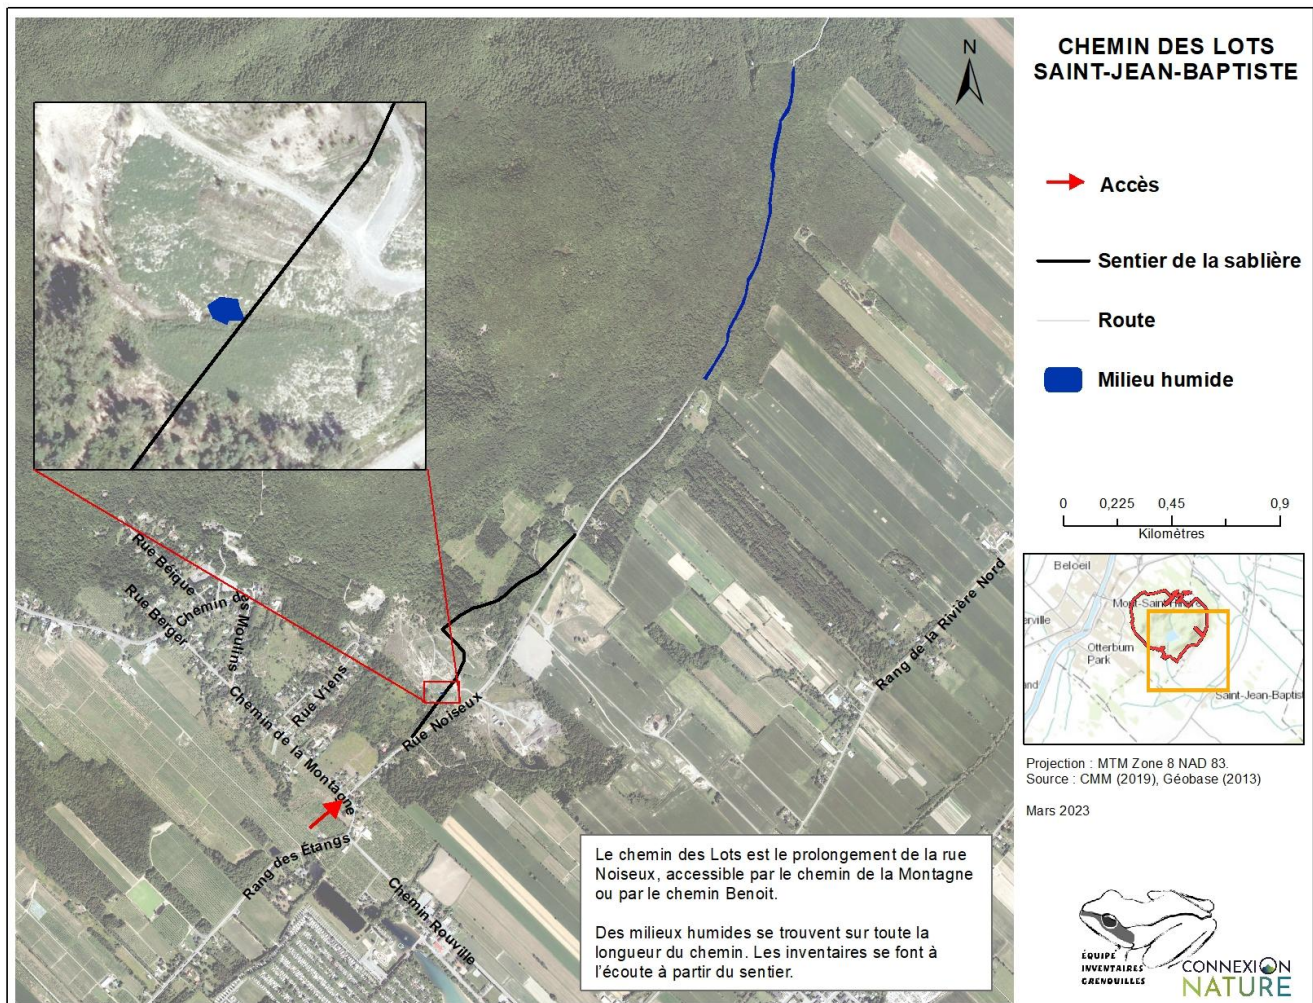 CHEMIN DES LOTS
SAINT-JEAN-BAPTISTE
N
Accès
Sentier de la sablière
Route
Milieu humide
0 0,225 0,45 0,9
Kilomètres
Beloeil
Mont-Saint-Hilaire
erville
Otterburn
Park
and
Saint-Jean-Baptist
Projection : MTM Zone 8 NAD 83.
Source : CMM (2019), Géobase (2013)
Mars 2023
Rue Béique
Rue Berger
Chemin des Moulins
Rue Viens
Chemin de la Montagne
Rue Noiseux
Rang de la Rivière Nord
Rang des Étangs
Chemin Rouville
Le chemin des Lots est le prolongement de la rue
Noiseux, accessible par le chemin de la Montagne
ou par le chemin Benoit.
Des milieux humides se trouvent sur toute la
longueur du chemin. Les inventaires se font à
l'écoute à partir du sentier.
ÉQUIPE
INVENTAIRES
GRENOUILLES
CONNEXION
NATURE